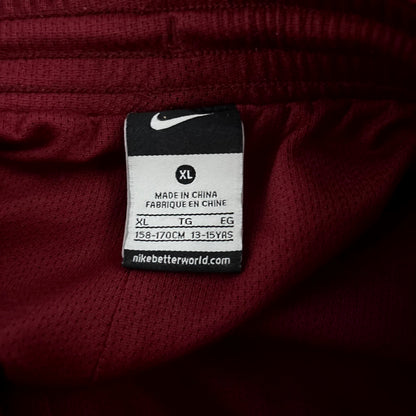 XL
MADE IN CHINA
FABRIQUE EN CHINE
XL TG EG
158-170CM 13-15YRS
nikebetterworld.com